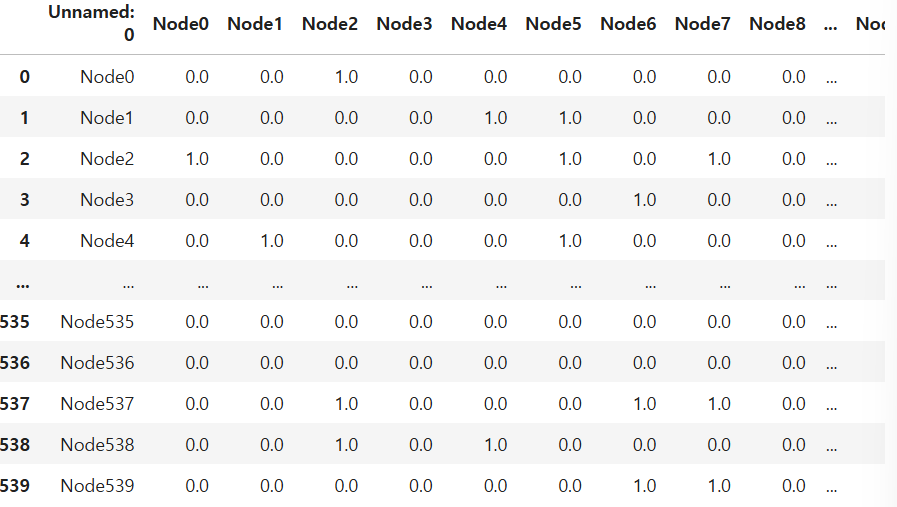 Unnamed: 0 Node0 Node1 Node2 Node3 Node4 Node5 Node6 Node7 Node8 ...
0 Node0 0.0 0.0 1.0 0.0 0.0 0.0 0.0 0.0 0.0 ...
1 Node1 0.0 0.0 0.0 0.0 1.0 1.0 0.0 0.0 0.0 ...
2 Node2 1.0 0.0 0.0 0.0 0.0 1.0 0.0 1.0 0.0 ...
3 Node3 0.0 0.0 0.0 0.0 0.0 0.0 1.0 0.0 0.0 ...
4 Node4 0.0 1.0 0.0 0.0 0.0 1.0 0.0 0.0 0.0 ...
... ... ... ... ... ... ... ... ... ... ... ...
535 Node535 0.0 0.0 0.0 0.0 0.0 0.0 0.0 0.0 0.0 ...
536 Node536 0.0 0.0 0.0 0.0 0.0 0.0 0.0 0.0 0.0 ...
537 Node537 0.0 0.0 1.0 0.0 0.0 0.0 1.0 1.0 0.0 ...
538 Node538 0.0 0.0 1.0 0.0 1.0 0.0 0.0 0.0 0.0 ...
539 Node539 0.0 0.0 0.0 0.0 0.0 0.0 1.0 1.0 0.0 ...